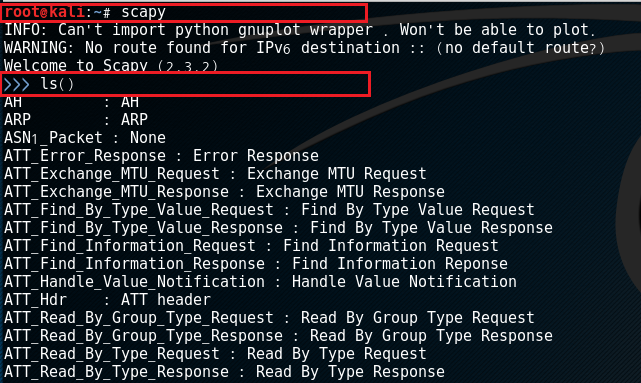 root@kali:~# scapy
INFO: Can't import python gnuplot wrapper . Won't be able to plot.
WARNING: No route found for IPv6 destination :: (no default route?)
Welcome to Scapy (2.3.2)
>>> ls()
AH         : AH
ARP        : ARP
ASN1_Packet : None
ATT_Error_Response : Error Response
ATT_Exchange_MTU_Request : Exchange MTU Request
ATT_Exchange_MTU_Response : Exchange MTU Response
ATT_Find_By_Type_Value_Request : Find By Type Value Request
ATT_Find_By_Type_Value_Response : Find By Type Value Response
ATT_Find_Information_Request : Find Information Request
ATT_Find_Information_Response : Find Information Reponse
ATT_Handle_Value_Notification : Handle Value Notification
ATT_Hdr    : ATT header
ATT_Read_By_Group_Type_Request : Read By Group Type Request
ATT_Read_By_Group_Type_Response : Read By Group Type Response
ATT_Read_By_Type_Request : Read By Type Request
ATT_Read_By_Type_Response : Read By Type Response